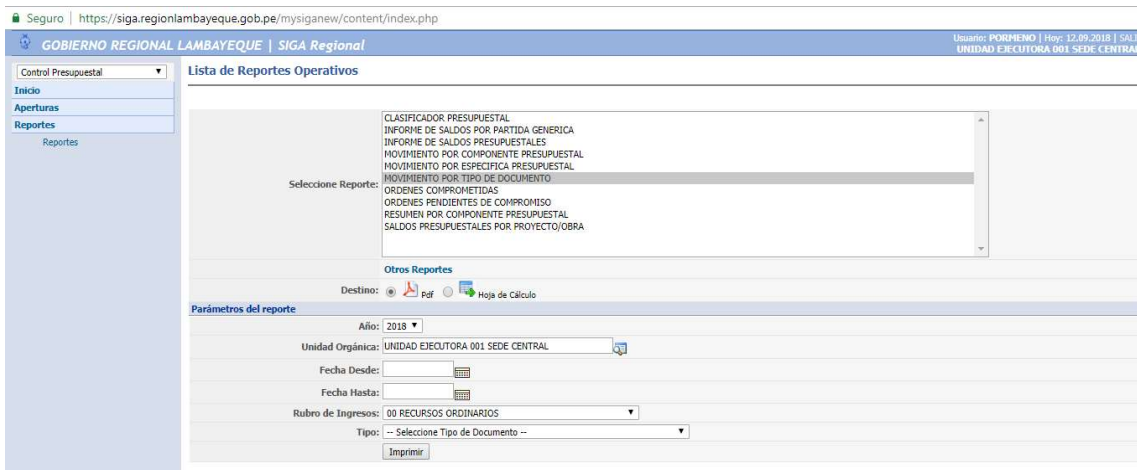 Seguro | https://siga.regionlambayeque.gob.pe/mysiganew/content/index.php
GOBIERNO REGIONAL LAMBAYEQUE | SIGA Regional
Usuario: PORMENO | Hoy: 12.09.2018 |
UNIDAD EJECUTORA 001 SEDE CENTRAL
Control Presupuestal
Inicio
Aperturas
Reportes
Reportes
Lista de Reportes Operativos
Seleccione Reporte:
CLASIFICADOR PRESUPUESTAL
INFORME DE SALDOS POR PARTIDA GENERICA
INFORME DE SALDOS PRESUPUESTALES
MOVIMIENTO POR COMPONENTE PRESUPUESTAL
MOVIMIENTO POR ESPECIFICA PRESUPUESTAL
MOVIMIENTO POR TIPO DE DOCUMENTO
ORDENES COMPROMETIDAS
ORDENES PENDIENTES DE COMPROMISO
RESUMEN POR COMPONENTE PRESUPUESTAL
SALDOS PRESUPUESTALES POR PROYECTO/OBRA
Otros Reportes
Destino: Pdf Hoja de Cálculo
Parámetros del reporte
Año: 2018
Unidad Orgánica: UNIDAD EJECUTORA 001 SEDE CENTRAL
Fecha Desde:
Fecha Hasta:
Rubro de Ingresos: 00 RECURSOS ORDINARIOS
Tipo: -- Seleccione Tipo de Documento --
Imprimir